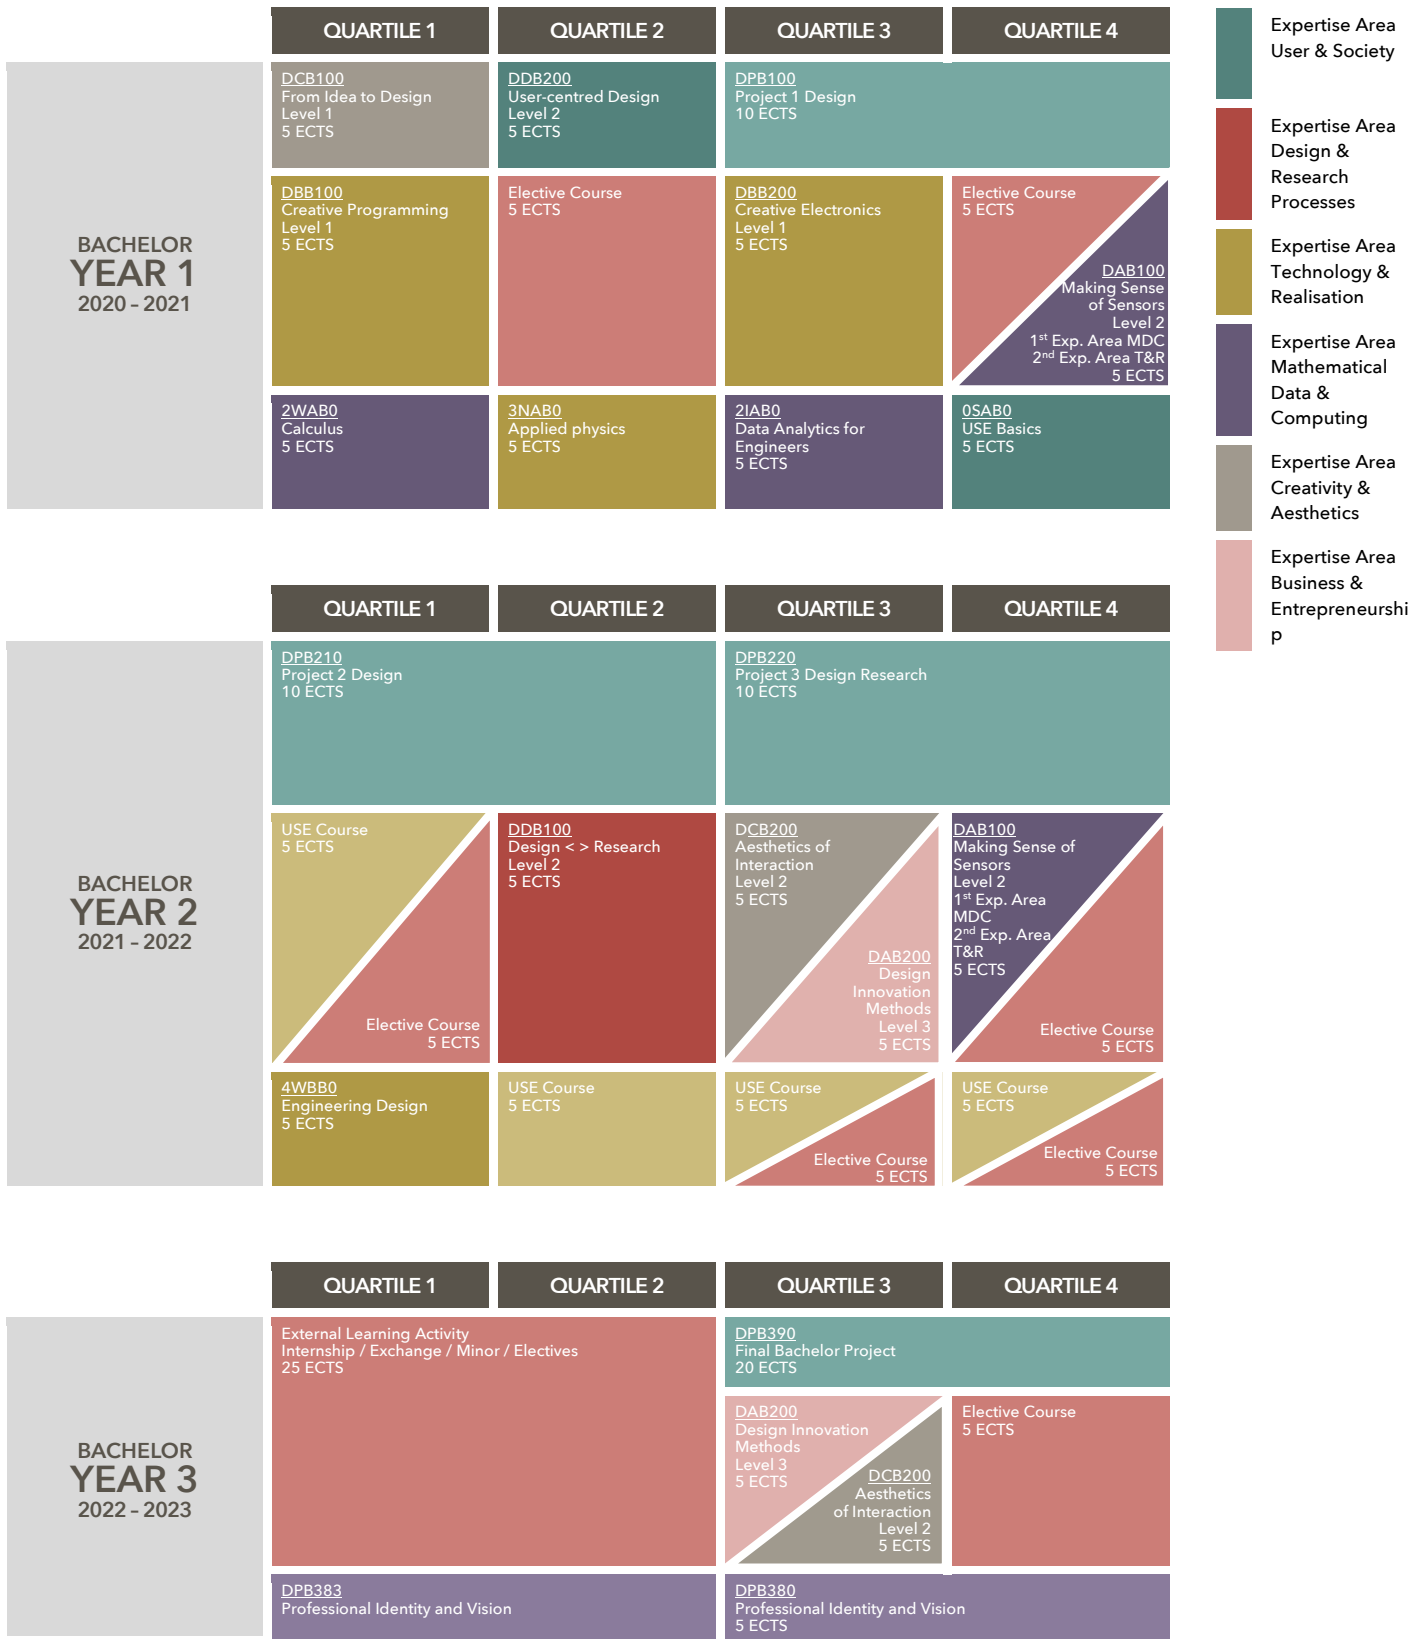 QUARTILE 1
QUARTILE 2
QUARTILE 3
QUARTILE 4
BACHELOR
YEAR 1
2020 – 2021
DCB100
From Idea to Design
Level 1
5 ECTS
DDB200
User-centred Design
Level 2
5 ECTS
DPB100
Project 1 Design
10 ECTS
DBB100
Creative Programming
Level 1
5 ECTS
Elective Course
5 ECTS
DBB200
Creative Electronics
Level 1
5 ECTS
Elective Course
5 ECTS
DAB100
Making Sense
of Sensors
Level 2
1st Exp. Area MDC
2nd Exp. Area T&R
5 ECTS
2WAB0
Calculus
5 ECTS
3NAB0
Applied physics
5 ECTS
2IAB0
Data Analytics for
Engineers
5 ECTS
0SAB0
USE Basics
5 ECTS
Expertise Area
User & Society
Expertise Area
Design &
Research
Processes
Expertise Area
Technology &
Realisation
Expertise Area
Mathematical
Data &
Computing
Expertise Area
Creativity &
Aesthetics
Expertise Area
Business &
Entrepreneurshi
p
QUARTILE 1
QUARTILE 2
QUARTILE 3
QUARTILE 4
BACHELOR
YEAR 2
2021 – 2022
DPB210
Project 2 Design
10 ECTS
DPB220
Project 3 Design Research
10 ECTS
USE Course
5 ECTS
Elective Course
5 ECTS
DDB100
Design < > Research
Level 2
5 ECTS
DCB200
Aesthetics of
Interaction
Level 2
5 ECTS
DAB200
Design
Innovation
Methods
Level 3
5 ECTS
DAB100
Making Sense of
Sensors
Level 2
1st Exp. Area
MDC
2nd Exp. Area
T&R
5 ECTS
Elective Course
5 ECTS
4WBB0
Engineering Design
5 ECTS
USE Course
5 ECTS
USE Course
5 ECTS
Elective Course
5 ECTS
USE Course
5 ECTS
Elective Course
5 ECTS
QUARTILE 1
QUARTILE 2
QUARTILE 3
QUARTILE 4
BACHELOR
YEAR 3
2022 – 2023
External Learning Activity
Internship / Exchange / Minor / Electives
25 ECTS
DPB390
Final Bachelor Project
20 ECTS
DAB200
Design Innovation
Methods
Level 3
5 ECTS
DCB200
Aesthetics
of Interaction
Level 2
5 ECTS
Elective Course
5 ECTS
DPB383
Professional Identity and Vision
DPB380
Professional Identity and Vision
5 ECTS